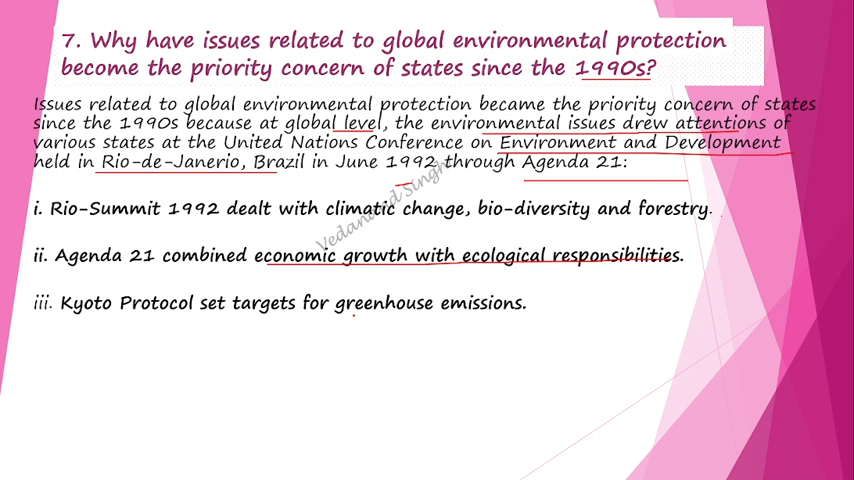 7. Why have issues related to global environmental protection
become the priority concern of states since the 1990s?
Issues related to global environmental protection became the priority concern of states
since the 1990s because at global level, the environmental issues drew attentions of
various states at the United Nations Conference on Environment and Development
held in Rio-de-Janerio, Brazil in June 1992 through Agenda 21:
i. Rio-Summit 1992 dealt with climatic change, bio-diversity and forestry.
ii. Agenda 21 combined economic growth with ecological responsibilities.
iii. Kyoto Protocol set targets for greenhouse emissions.
Vedanand Singh